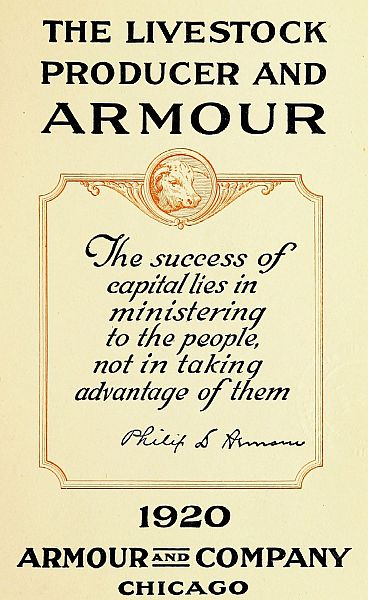 THE LIVESTOCK
PRODUCER AND
ARMOUR
The success of
capital lies in
ministering
to the people,
not in taking
advantage of them
Philip D Armour
1920
ARMOUR AND COMPANY
CHICAGO